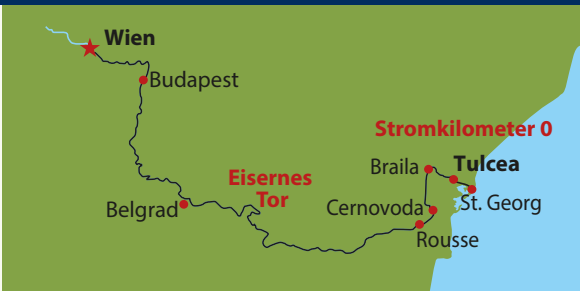 Wien
Budapest
Stromkilometer 0
Braila
Tulcea
Eisernes
Tor
Belgrad
Cernovoda
St. Georg
Rousse